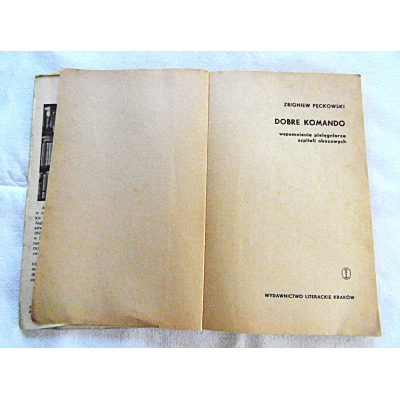 ZBIGNIEW PĘCKOWSKI
DOBRE KOMANDO
wspomnienia pielęgniarza
szpitali obozowych
WYDAWNICTWO LITERACKIE KRAKÓW